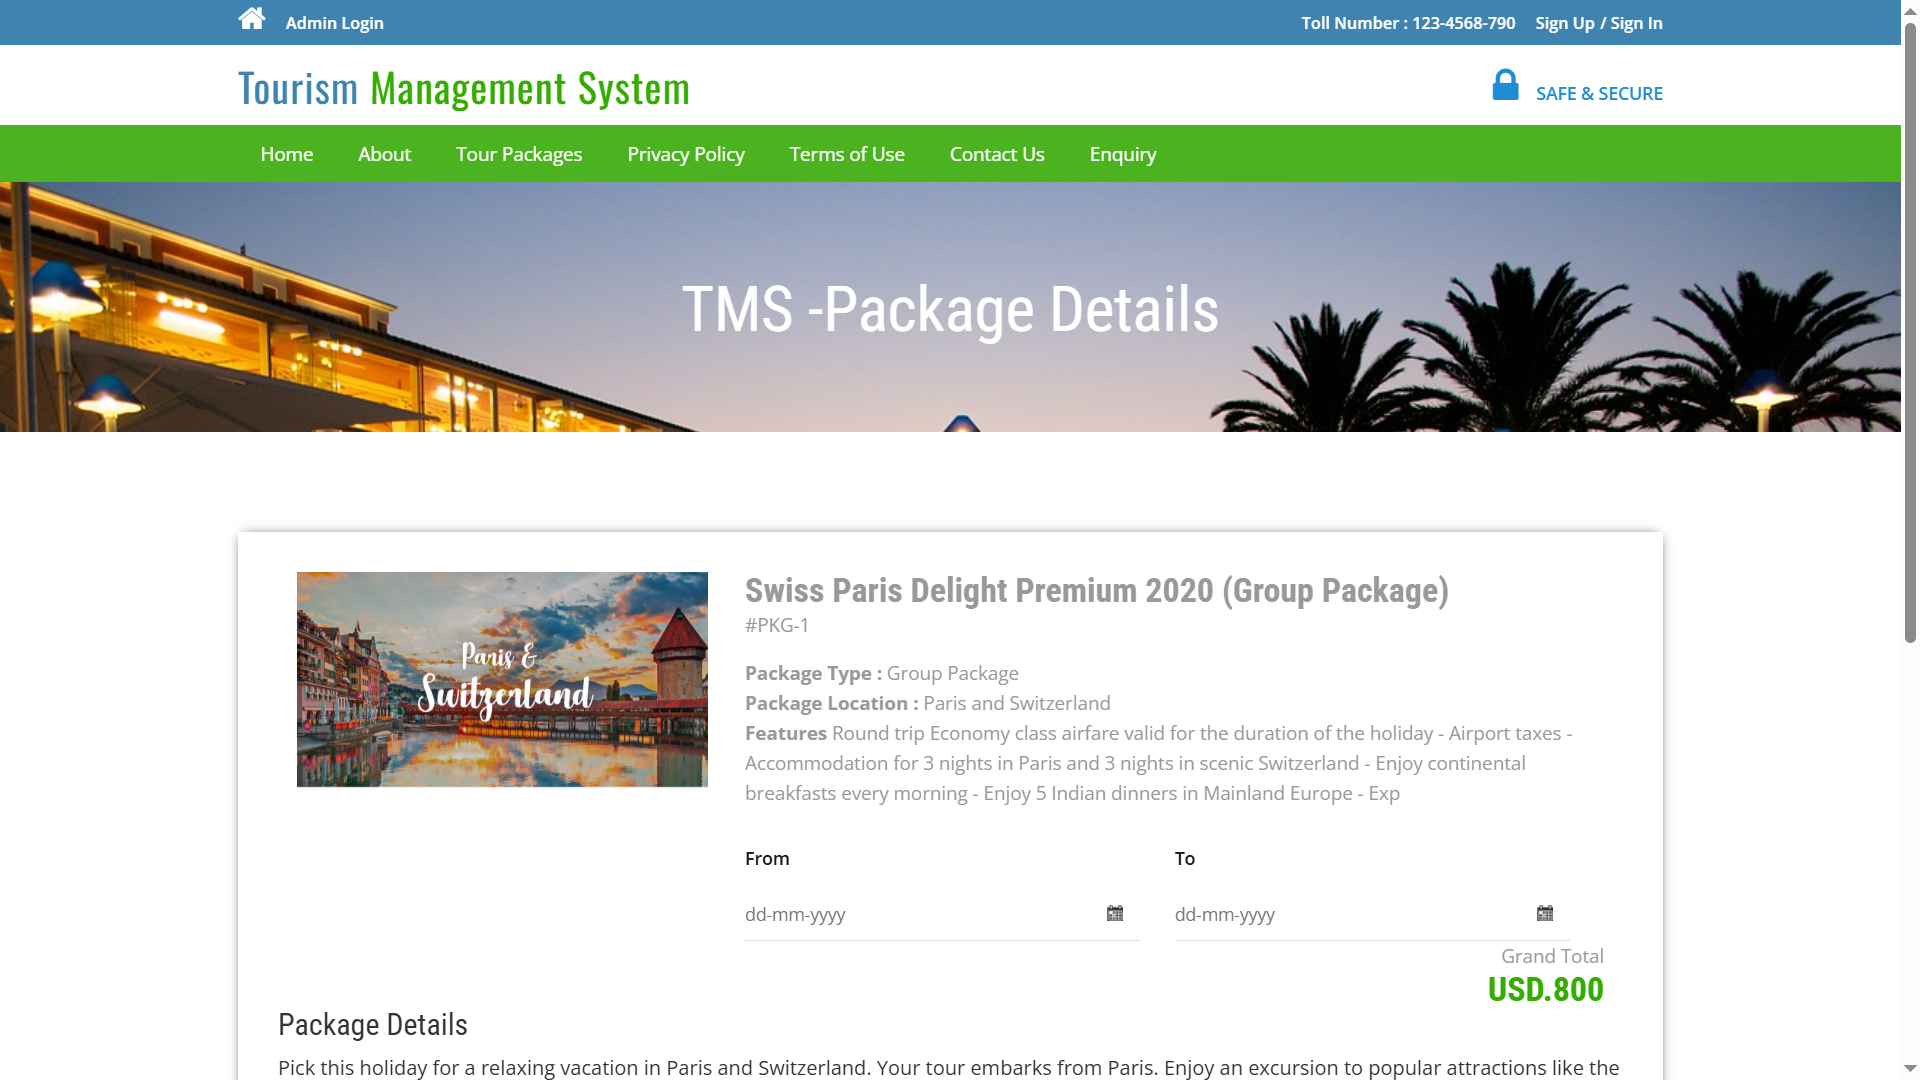 Admin Login
Toll Number : 123-4568-790 Sign Up / Sign In
Tourism Management System
SAFE & SECURE
Home About Tour Packages Privacy Policy Terms of Use Contact Us Enquiry
TMS -Package Details
Paris &
Switzerland
Swiss Paris Delight Premium 2020 (Group Package)
#PKG-1
Package Type : Group Package
Package Location : Paris and Switzerland
Features Round trip Economy class airfare valid for the duration of the holiday - Airport taxes -
Accommodation for 3 nights in Paris and 3 nights in scenic Switzerland - Enjoy continental
breakfasts every morning - Enjoy 5 Indian dinners in Mainland Europe - Exp
From To
dd-mm-yyyy dd-mm-yyyy
Grand Total
USD.800
Package Details
Pick this holiday for a relaxing vacation in Paris and Switzerland. Your tour embarks from Paris. Enjoy an excursion to popular attractions like the